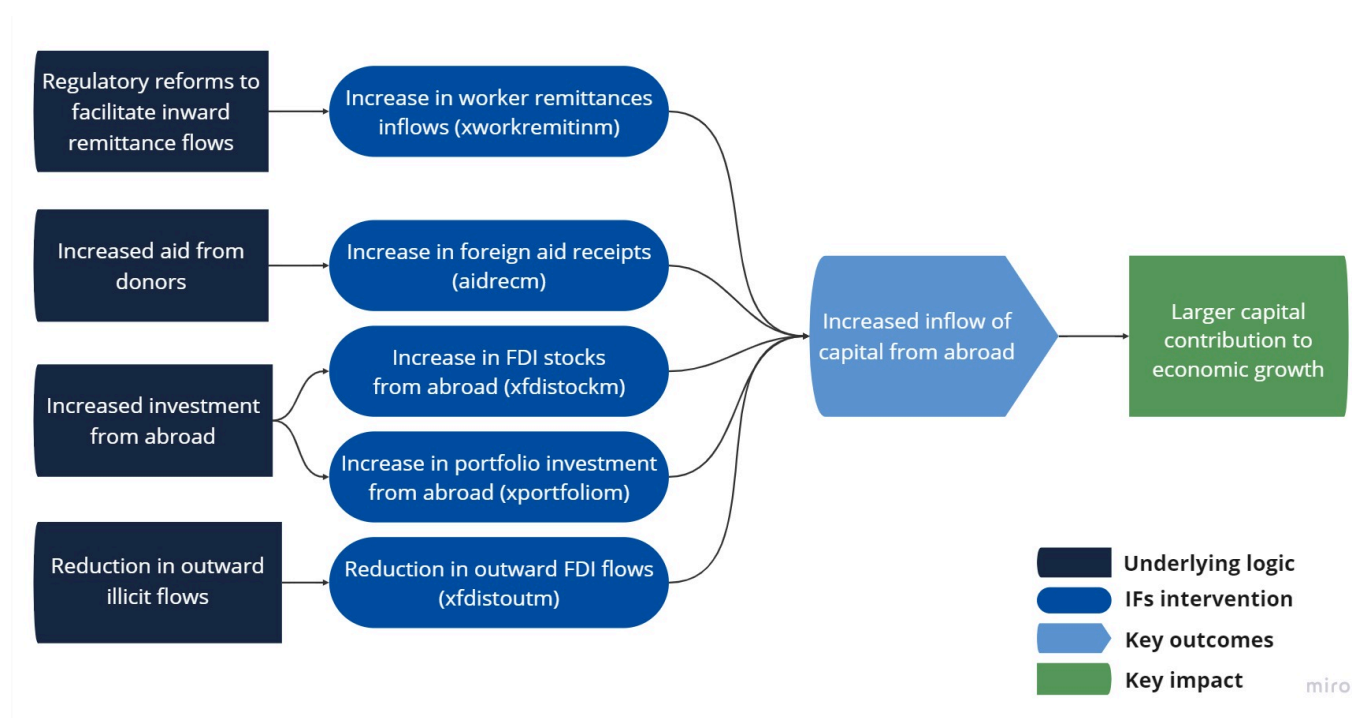 Regulatory reforms to
facilitate inward
remittance flows
Increase in worker remittances
inflows (xworkremitinm)
Increased aid from
donors
Increase in foreign aid receipts
(aidrecm)
Increased investment
from abroad
Increase in FDI stocks
from abroad (xfdistockm)
Increase in portfolio investment
from abroad (xportfoliom)
Reduction in outward
illicit flows
Reduction in outward FDI flows
(xfdistoutm)
Increased inflow of
capital from abroad
Larger capital
contribution to
economic growth
Underlying logic
IFs intervention
Key outcomes
Key impact
miro